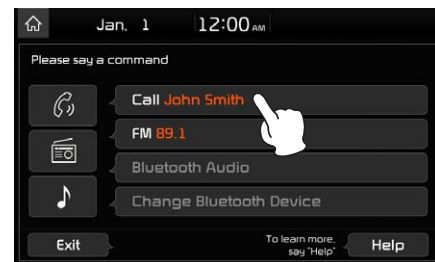 Jan. 1 12:00 AM
Please say a command
Call John Smith
FM 89.1
Bluetooth Audio
Change Bluetooth Device
Exit
To learn more,
say "Help"
Help